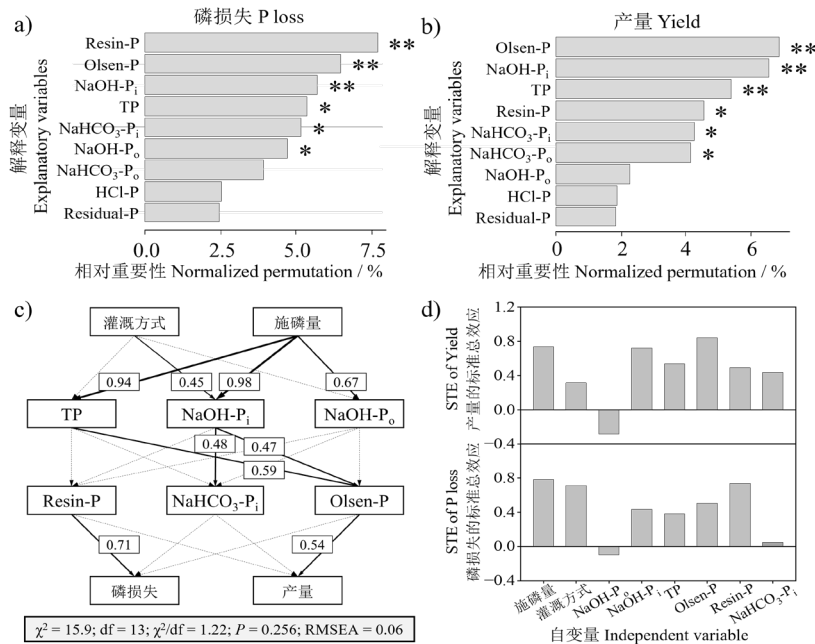 a)
磷损失 P loss
解释变量
Explanatory variables
Resin-P
**
Olsen-P
**
NaOH-Pi
**
TP
*
NaHCO3-Pi
*
NaOH-Po
*
NaHCO3-Po
HCl-P
Residual-P
0.0 2.5 5.0 7.5
相对重要性 Normalized permutation / %
b)
产量 Yield
解释变量
Explanatory variables
Olsen-P
**
NaOH-Pi
**
TP
**
Resin-P
*
NaHCO3-Pi
*
NaHCO3-Po
*
NaOH-Po
HCl-P
Residual-P
0 2 4 6
相对重要性 Normalized permutation / %
c)
灌溉方式 施磷量
0.94 0.45 0.98 0.67
TP NaOH-Pi NaOH-Po
0.48 0.47
0.59
Resin-P NaHCO3-Pi Olsen-P
0.71 0.54
磷损失 产量
χ2 = 15.9; df = 13; χ2/df = 1.22; P = 0.256; RMSEA = 0.06
d)
STE of Yield
产量的标准总效应
1.2
0.8
0.4
0.0
−0.4
STE of P loss
磷损失的标准总效应
0.8
0.4
0.0
−0.4
施磷量
灌溉方式
NaOH-Po
NaOH-Pi
TP
Olsen-P
Resin-P
NaHCO3-Pi
自变量 Independent variable